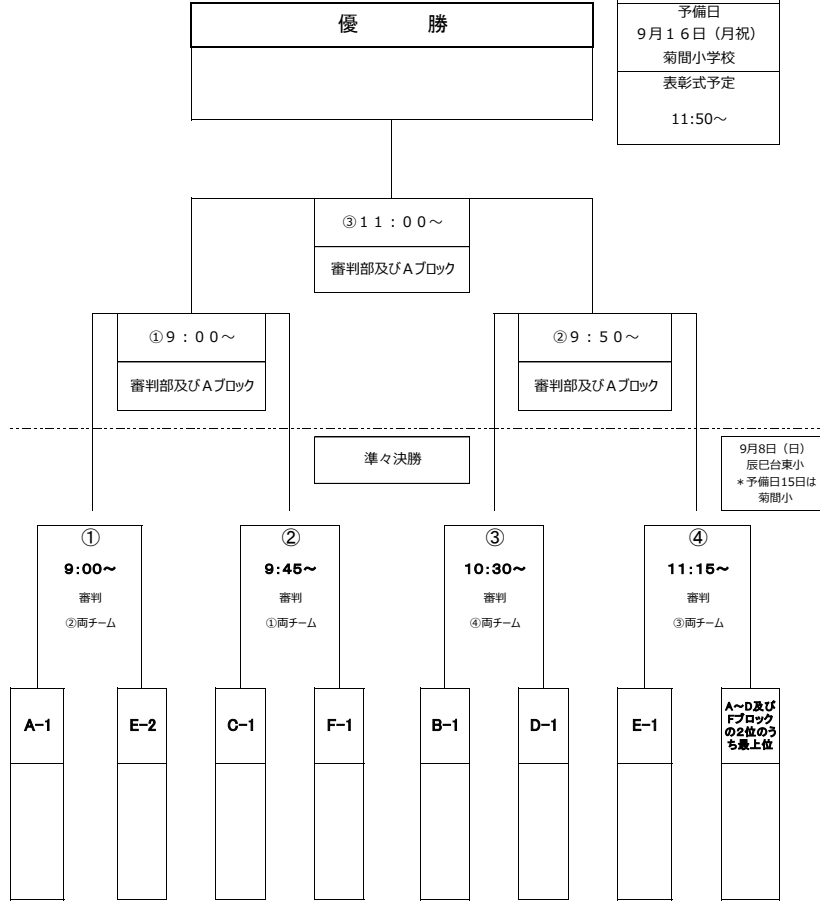 優　　　勝
予備日
９月１６日（月祝）
菊間小学校
表彰式予定
11:50～
③１１：００～
審判部及びＡブロック
①９：００～
審判部及びＡブロック
②９：５０～
審判部及びＡブロック
準々決勝
9月8日（日）
辰巳台東小
＊予備日15日は
菊間小
①
9:00～
審判
②両チーム
②
9:45～
審判
①両チーム
③
10:30～
審判
④両チーム
④
11:15～
審判
③両チーム
A-1
E-2
C-1
F-1
B-1
D-1
E-1
A～D及び
Fブロック
の2位のう
ち最上位